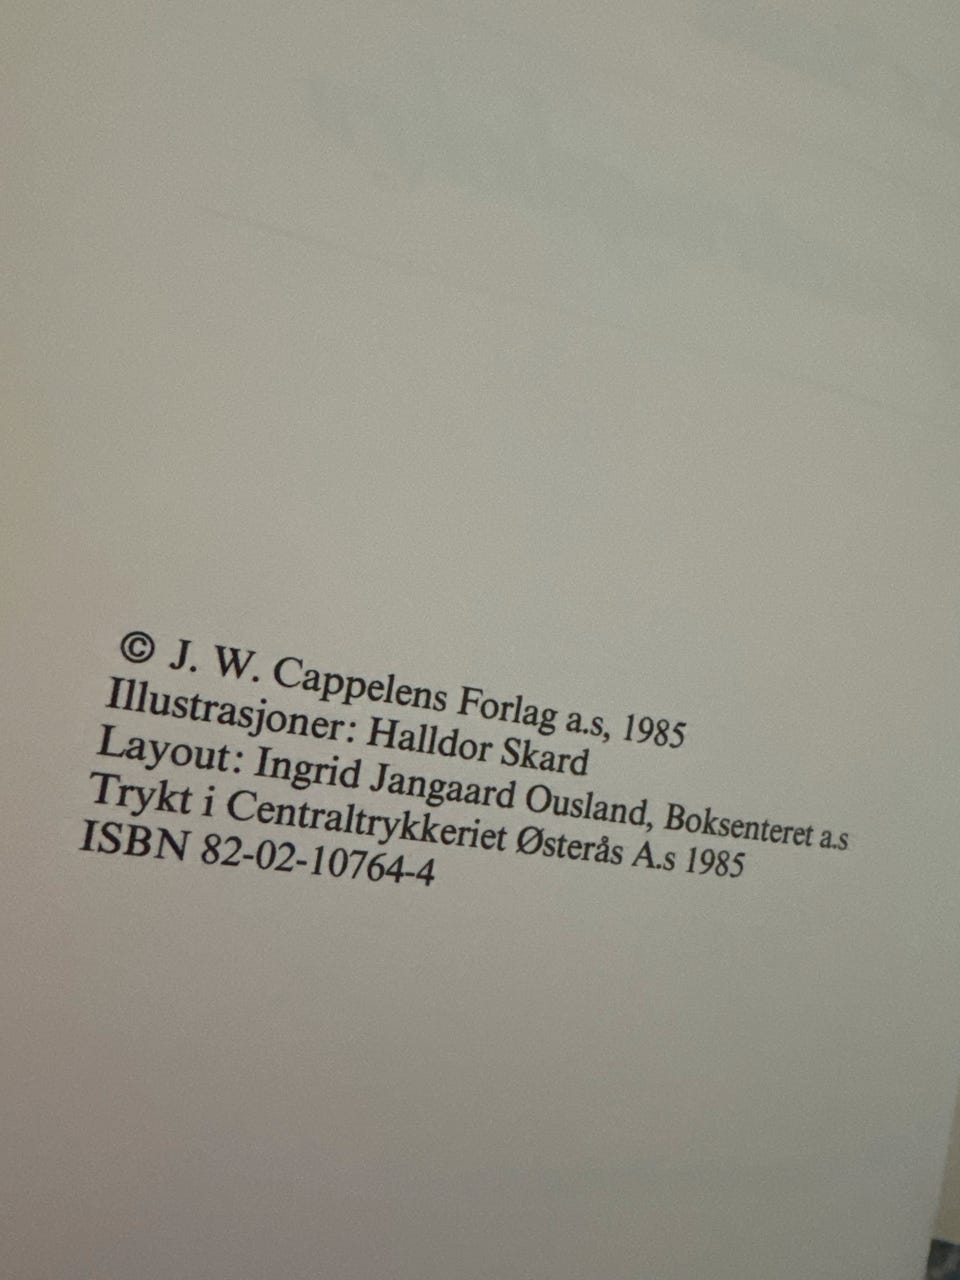 © J. W. Cappelens Forlag a.s, 1985
Illustrasjoner: Halldor Skard
Layout: Ingrid Jangaard Ousland, Boksenteret a.s
Trykt i Centraltrykkeriet Østerås A.s 1985
ISBN 82-02-10764-4